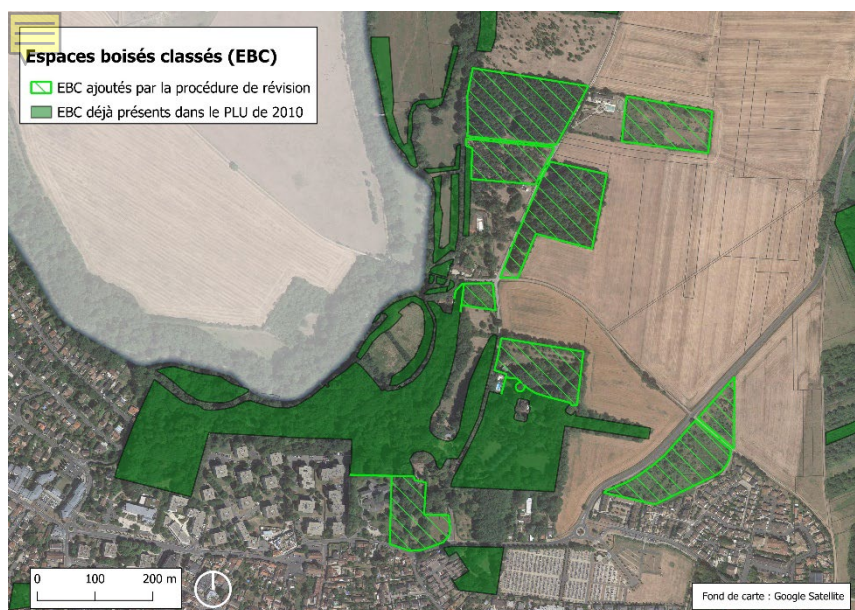 Espaces boisés classés (EBC)
EBC ajoutés par la procédure de révision
EBC déjà présents dans le PLU de 2010
0 100 200 m
Fond de carte : Google Satellite